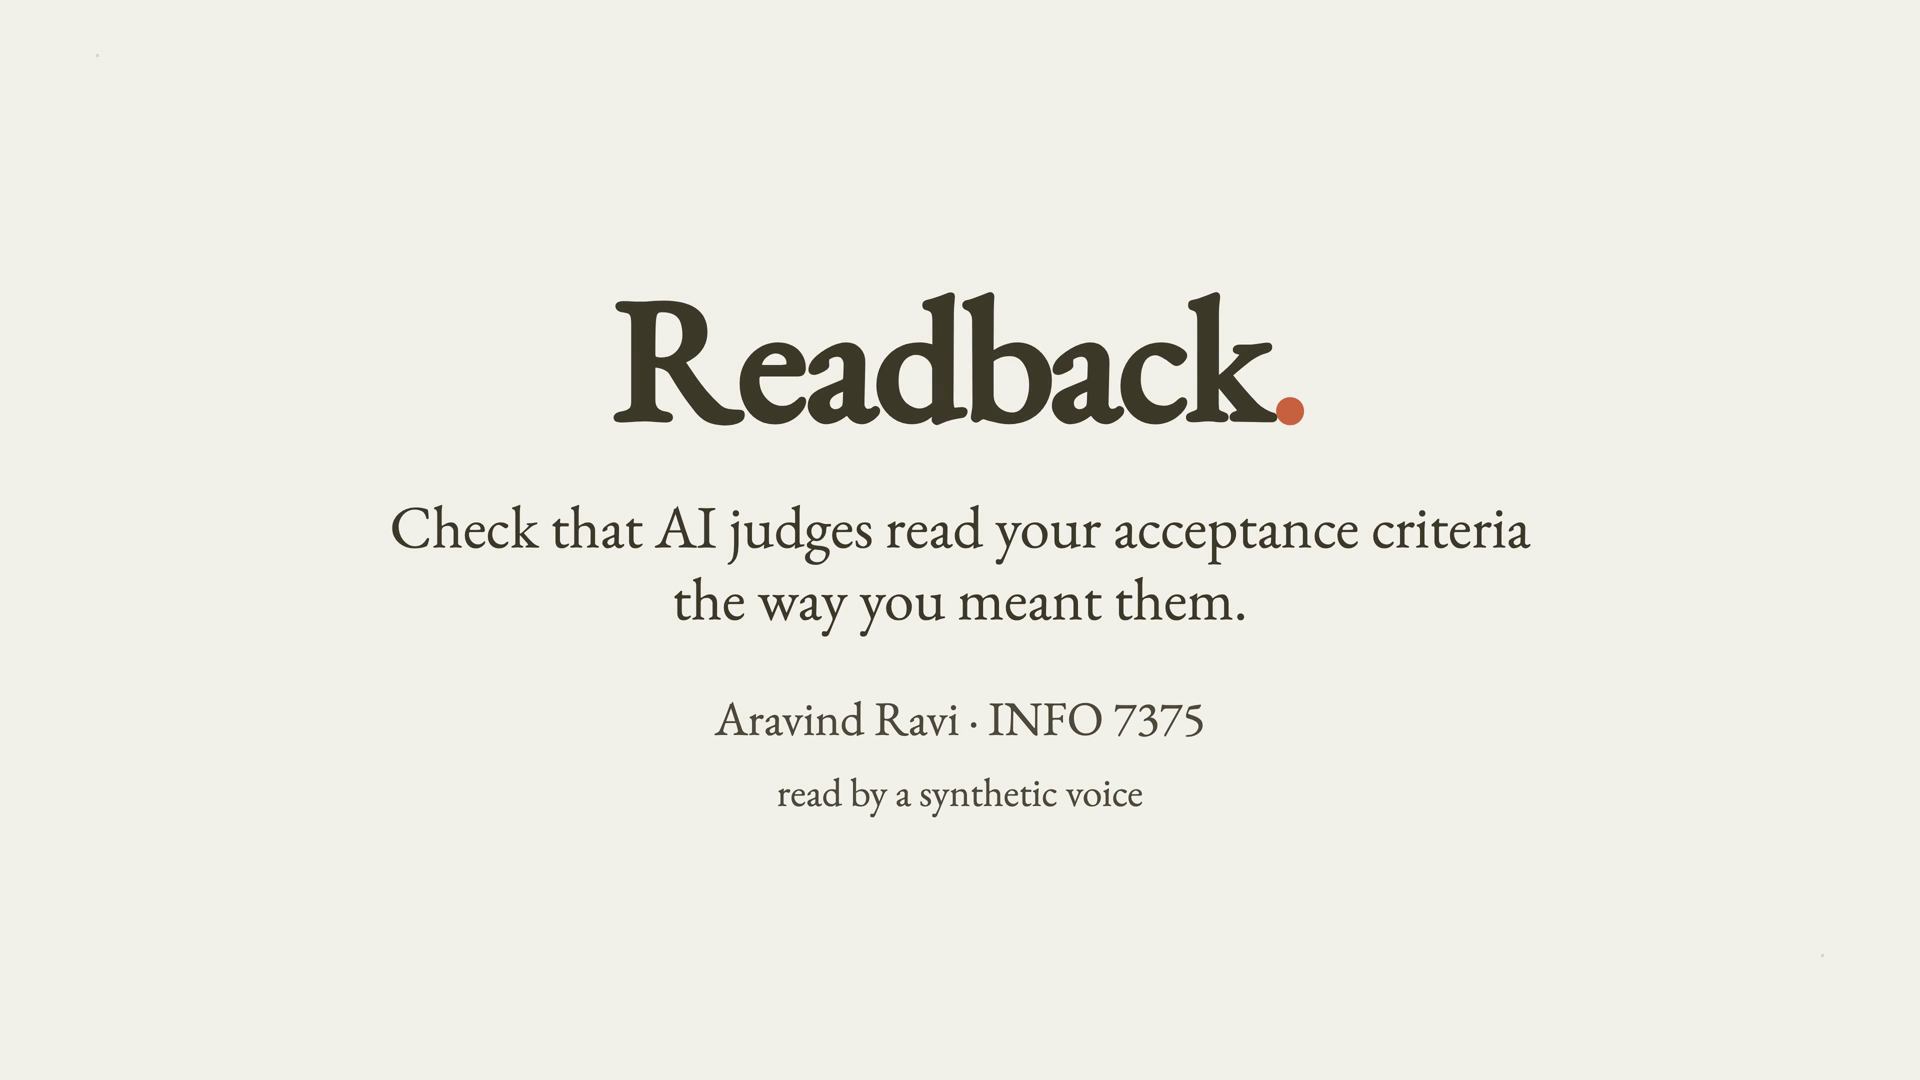 Readback.
Check that AI judges read your acceptance criteria
the way you meant them.
Aravind Ravi · INFO 7375
read by a synthetic voice